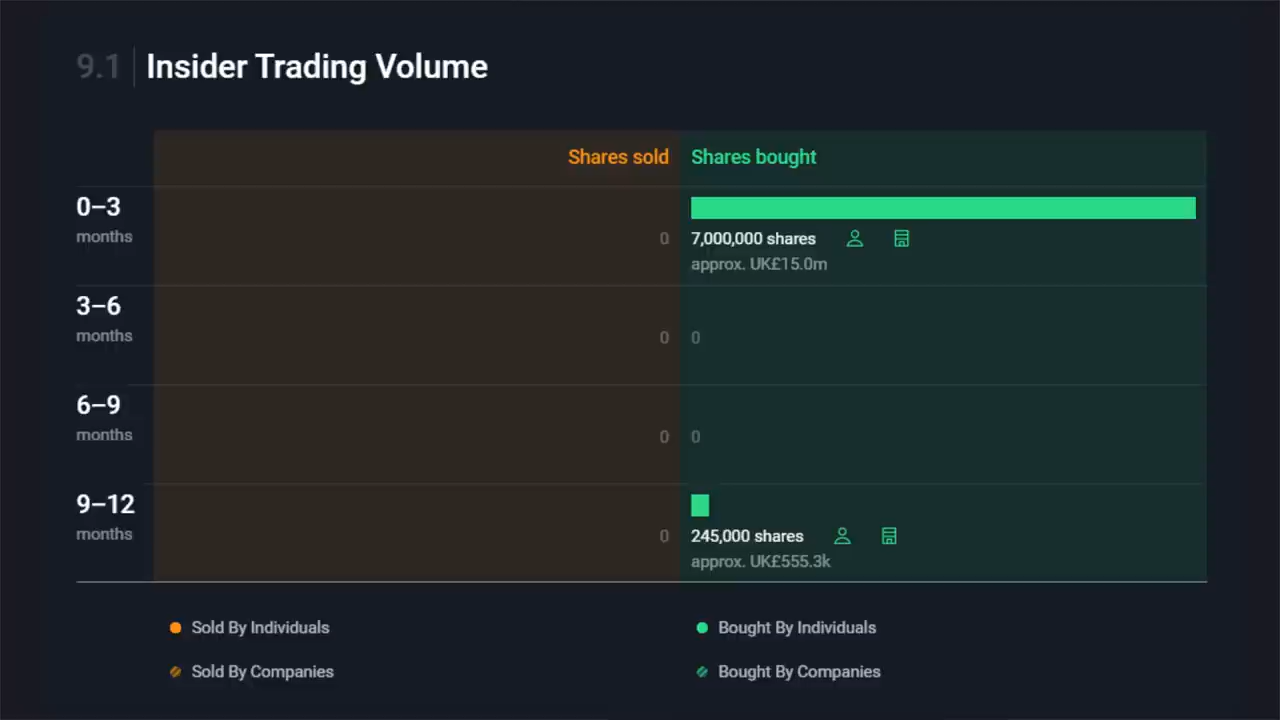 9.1 Insider Trading Volume
Shares sold Shares bought
0–3
months
0 7,000,000 shares
approx. UK£15.0m
3–6
months
0 0
6–9
months
0 0
9–12
months
0 245,000 shares
approx. UK£555.3k
Sold By Individuals Bought By Individuals
Sold By Companies Bought By Companies